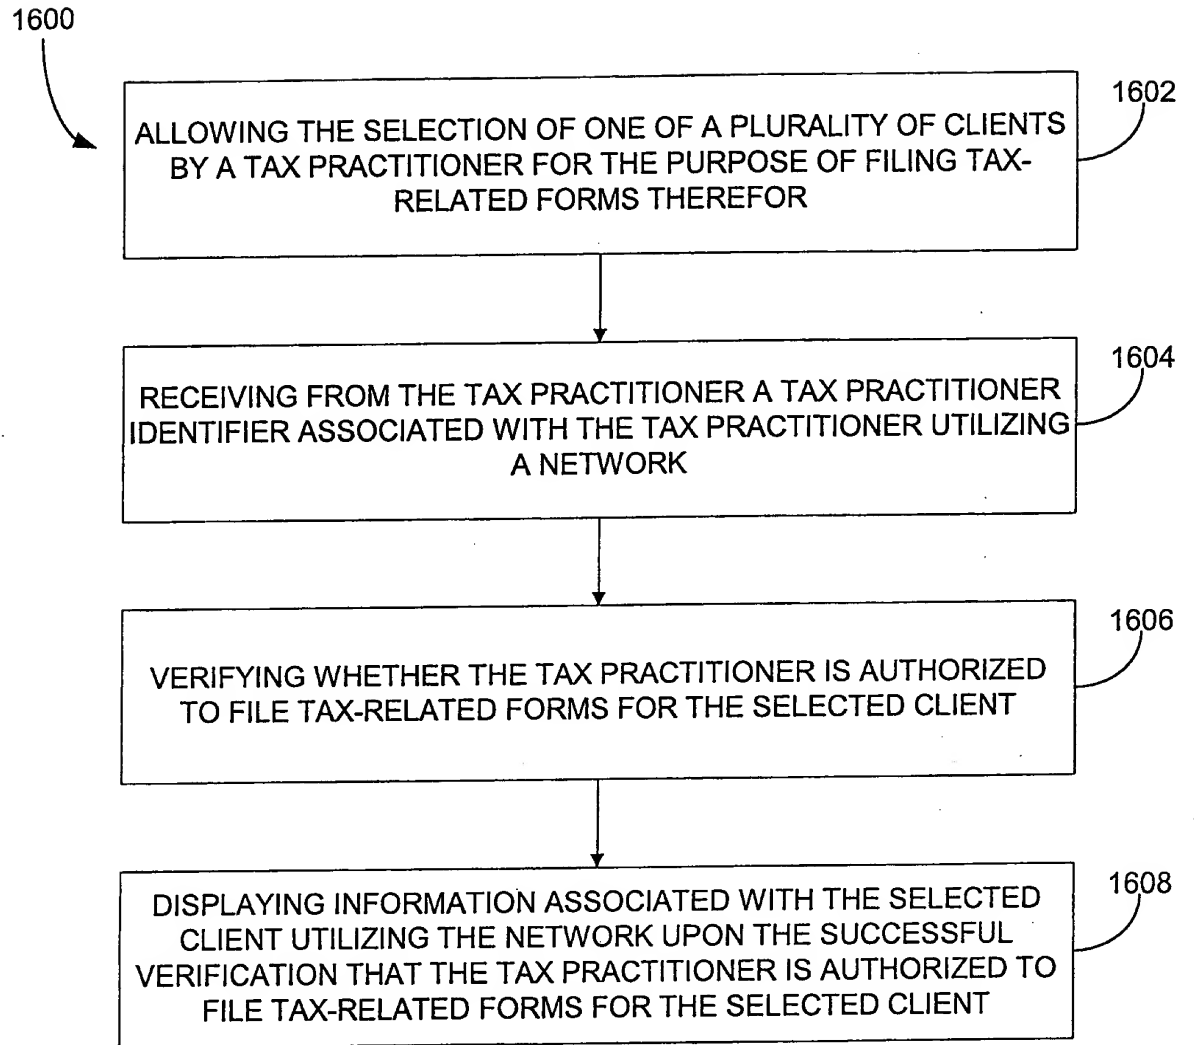 1600
1602
ALLOWING THE SELECTION OF ONE OF A PLURALITY OF CLIENTS
BY A TAX PRACTITIONER FOR THE PURPOSE OF FILING TAX-
RELATED FORMS THEREFOR
1604
RECEIVING FROM THE TAX PRACTITIONER A TAX PRACTITIONER
IDENTIFIER ASSOCIATED WITH THE TAX PRACTITIONER UTILIZING
A NETWORK
1606
VERIFYING WHETHER THE TAX PRACTITIONER IS AUTHORIZED
TO FILE TAX-RELATED FORMS FOR THE SELECTED CLIENT
1608
DISPLAYING INFORMATION ASSOCIATED WITH THE SELECTED
CLIENT UTILIZING THE NETWORK UPON THE SUCCESSFUL
VERIFICATION THAT THE TAX PRACTITIONER IS AUTHORIZED TO
FILE TAX-RELATED FORMS FOR THE SELECTED CLIENT